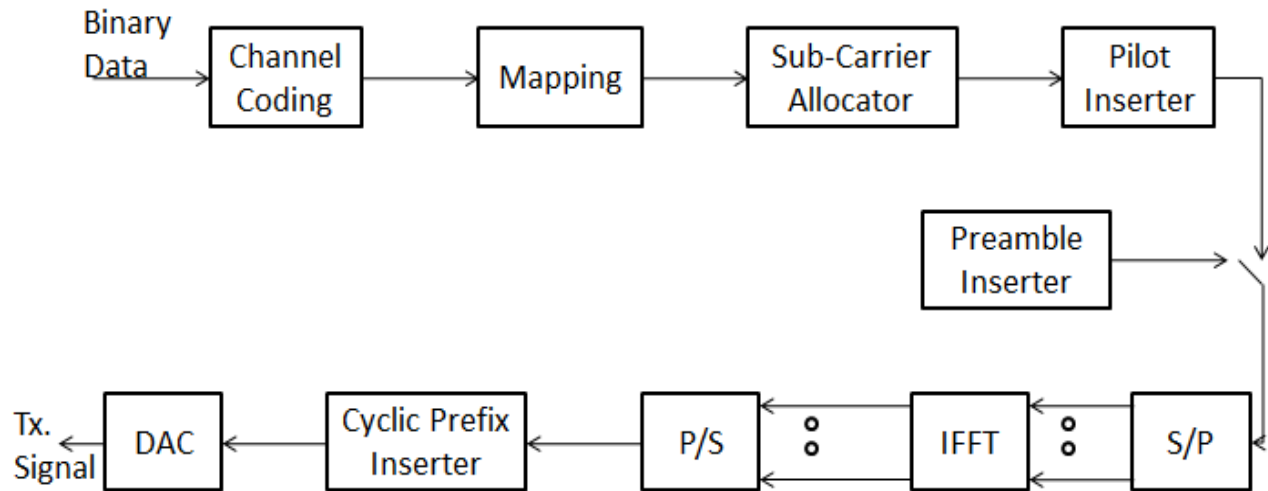 Binary
Data
Channel
Coding
Mapping
Sub-Carrier
Allocator
Pilot
Inserter
Preamble
Inserter
Tx.
Signal
DAC
Cyclic Prefix
Inserter
P/S
IFFT
S/P